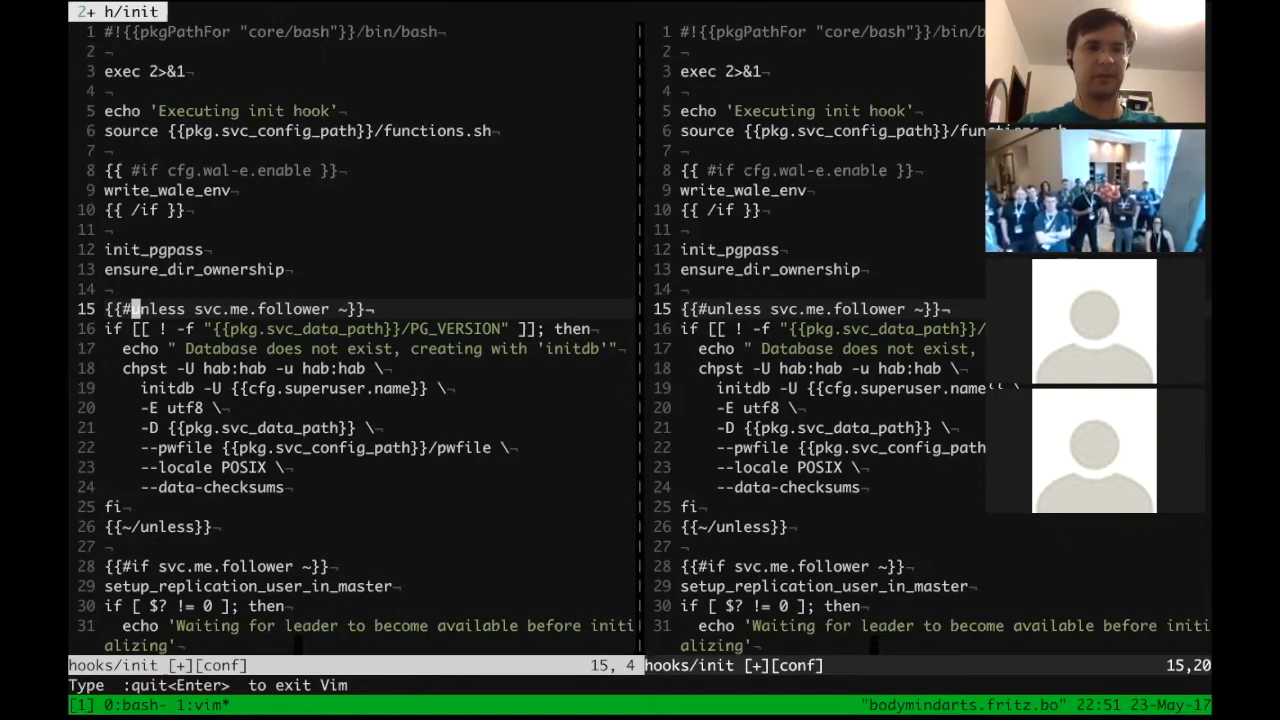 2+ h/init
1 #!{{pkgPathFor "core/bash"}}/bin/bash¬
2 ¬
3 exec 2>&1¬
4 ¬
5 echo 'Executing init hook'¬
6 source {{pkg.svc_config_path}}/functions.sh¬
7 ¬
8 {{ #if cfg.wal-e.enable }}¬
9 write_wale_env¬
10 {{ /if }}¬
11 ¬
12 init_pgpass¬
13 ensure_dir_ownership¬
14 ¬
15 {{#unless svc.me.follower ~}}¬
16 if [[ ! -f "{{pkg.svc_data_path}}/PG_VERSION" ]]; then¬
17 echo " Database does not exist, creating with 'initdb'"¬
18 chpst -U hab:hab -u hab:hab \¬
19 initdb -U {{cfg.superuser.name}} \¬
20 -E utf8 \¬
21 -D {{pkg.svc_data_path}} \¬
22 --pwfile {{pkg.svc_config_path}}/pwfile \¬
23 --locale POSIX \¬
24 --data-checksums¬
25 fi¬
26 {{~/unless}}¬
27 ¬
28 {{#if svc.me.follower ~}}¬
29 setup_replication_user_in_master¬
30 if [ $? != 0 ]; then¬
31 echo 'Waiting for leader to become available before initi
alizing'¬
hooks/init [+][conf] 15, 4
1 #!{{pkgPathFor "core/bash"}}/bin/b
2 ¬
3 exec 2>&1¬
4 ¬
5 echo 'Executing init hook'¬
6 source {{pkg.svc_config_path}}/functions.sh¬
7 ¬
8 {{ #if cfg.wal-e.enable }}¬
9 write_wale_env¬
10 {{ /if }}¬
11 ¬
12 init_pgpass¬
13 ensure_dir_ownership¬
14 ¬
15 {{#unless svc.me.follower ~}}¬
16 if [[ ! -f "{{pkg.svc_data_path}}/
17 echo " Database does not exist,
18 chpst -U hab:hab -u hab:hab \¬
19 initdb -U {{cfg.superuser.name}} \
20 -E utf8 \¬
21 -D {{pkg.svc_data_path}} \¬
22 --pwfile {{pkg.svc_config_path
23 --locale POSIX \¬
24 --data-checksums¬
25 fi¬
26 {{~/unless}}¬
27 ¬
28 {{#if svc.me.follower ~}}¬
29 setup_replication_user_in_master¬
30 if [ $? != 0 ]; then¬
31 echo 'Waiting for leader to become available before initi
alizing'¬
hooks/init [+][conf] 15,20
Type :quit<Enter> to exit Vim
[1] 0:bash- 1:vim* "bodymindarts.fritz.bo" 22:51 23-May-17